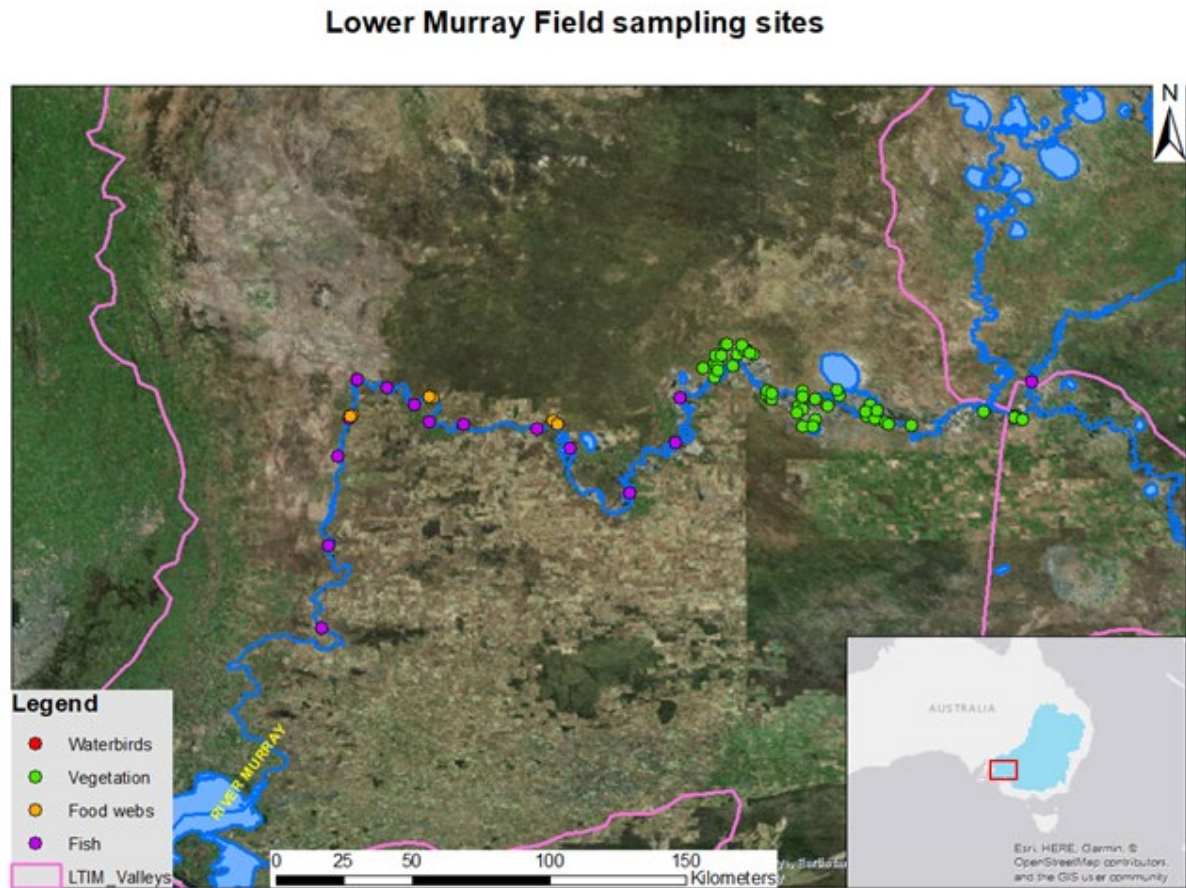 Lower Murray Field sampling sites
N
AUSTRALIA
Legend
Waterbirds
Vegetation
Food webs
Fish
LTIM_Valleys
RIVER MURRAY
0 25 50 100 150
Kilometers
Esri, HERE, Garmin, ©
OpenStreetMap contributors,
and the GIS user community